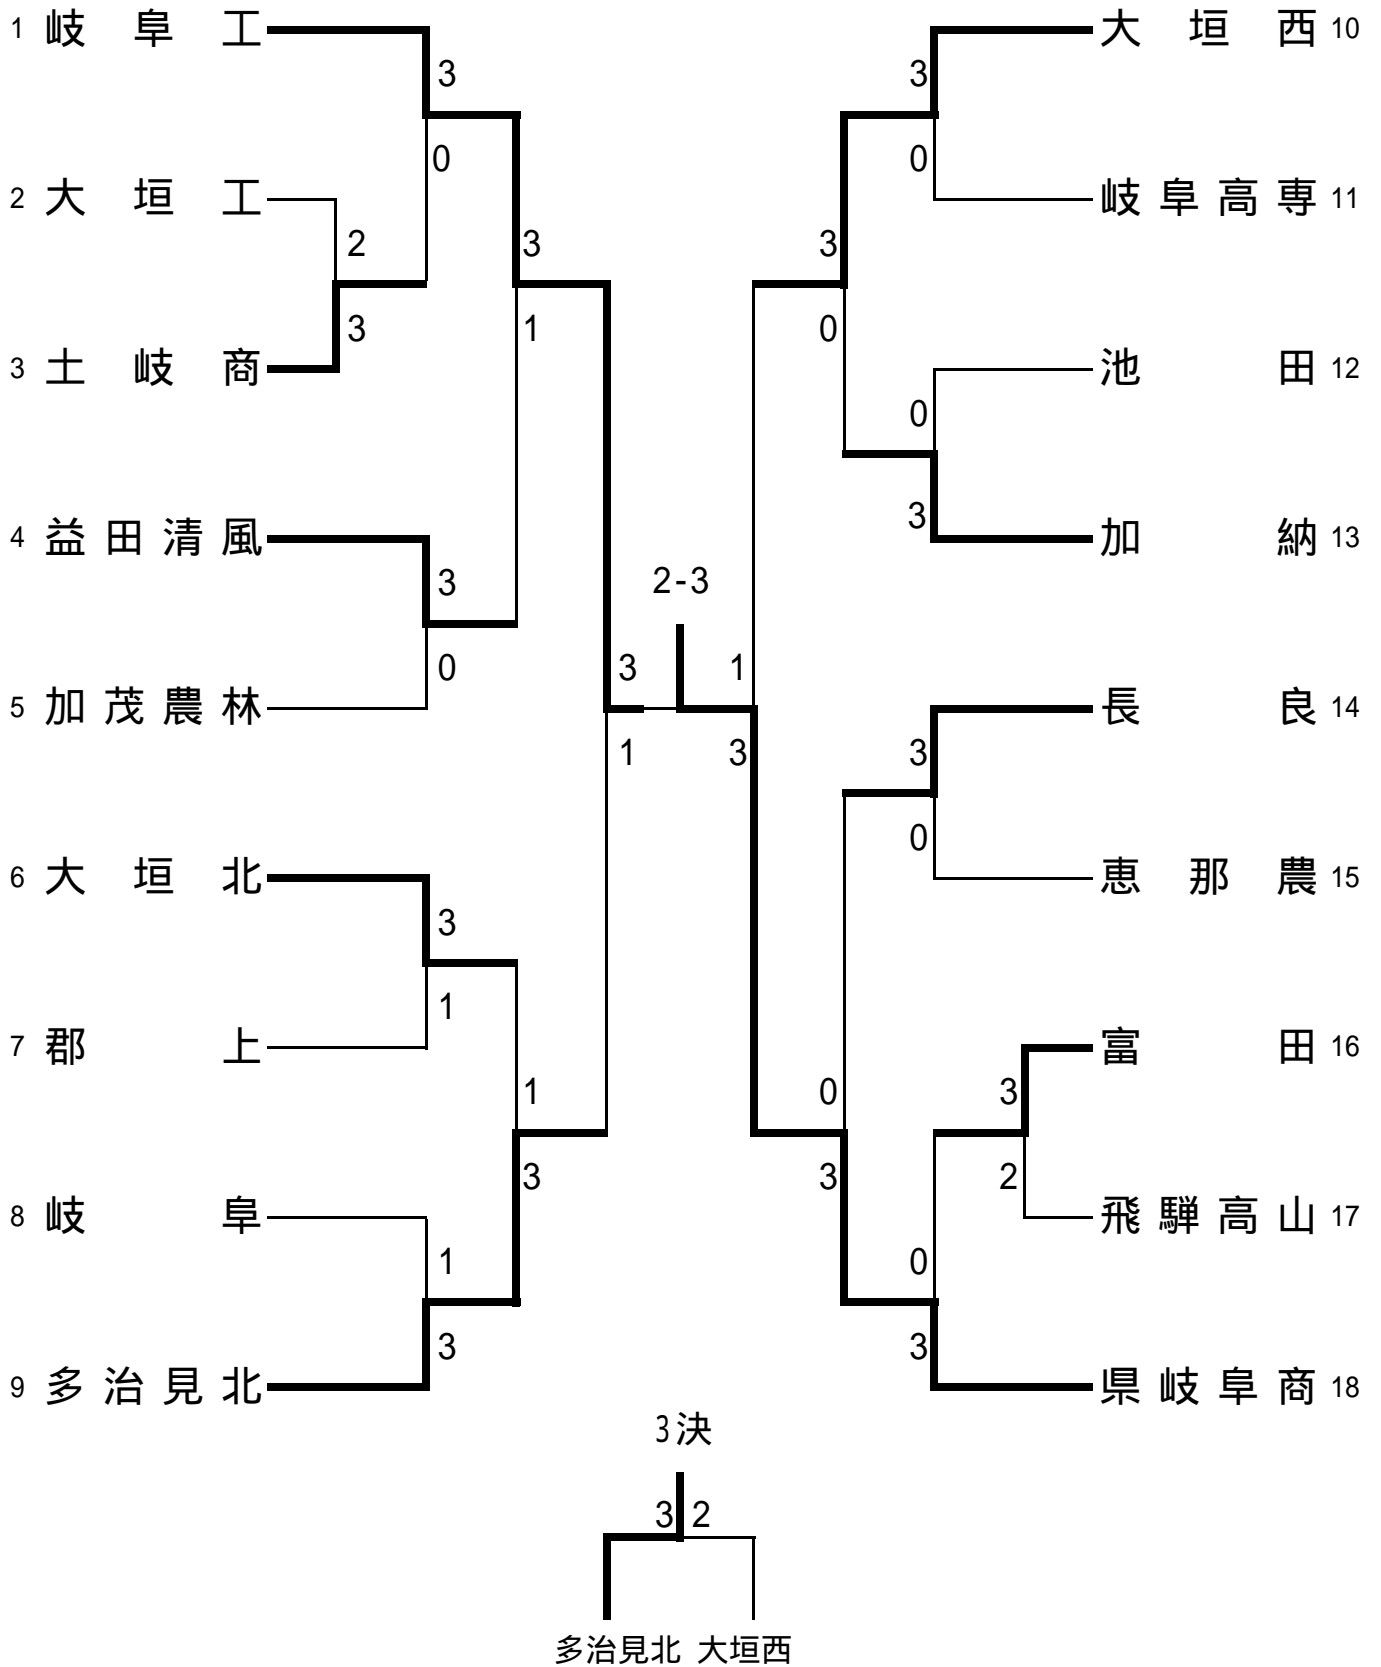 1 岐阜工
3
0
2 大垣工
2
3
3 土岐商
3
1
4 益田清風
3
0
5 加茂農林
6 大垣北
3
1
7 郡上
1
3
8 岐阜
1
3
9 多治見北
3
1
2-3
1
3
大垣西 10
3
0
岐阜高専 11
3
0
池田 12
0
3
加納 13
長良 14
3
0
恵那農 15
0
3
富田 16
3
2
飛騨高山 17
0
3
県岐阜商 18
3決
3 2
多治見北 大垣西